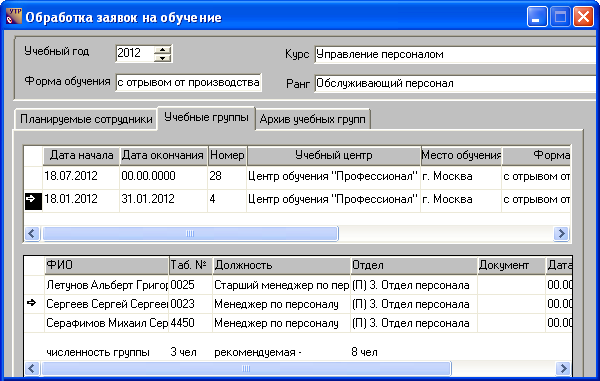 УТР Обработка заявок на обучение
Учебный год 2012 Курс Управление персоналом
Форма обучения с отрывом от производства Ранг Обслуживающий персонал
Планируемые сотрудники Учебные группы Архив учебных групп
Дата начала Дата окончания Номер Учебный центр Место обучения Форма
18.07.2012 00.00.0000 28 Центр обучения "Профессионал" г. Москва с отрывом от
18.01.2012 31.01.2012 4 Центр обучения "Профессионал" г. Москва с отрывом от
ФИО Таб. № Должность Отдел Документ Дата
Летунов Альберт Григор 0025 Старший менеджер по пер (П) 3. Отдел персонала 00.00
Сергеев Сергей Сергеев 0023 Менеджер по персоналу (П) 3. Отдел персонала 00.00
Серафимов Михаил Сер 4450 Менеджер по персоналу (П) 3. Отдел персонала 00.00
численность группы 3 чел рекомендуемая - 8 чел